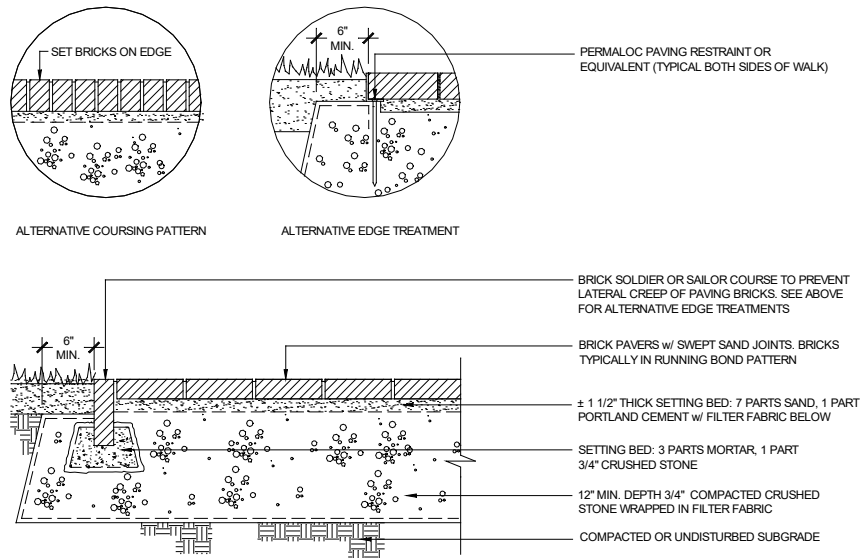 SET BRICKS ON EDGE
6"
MIN.
PERMALOC PAVING RESTRAINT OR
EQUIVALENT (TYPICAL BOTH SIDES OF WALK)
ALTERNATIVE COURSING PATTERN
ALTERNATIVE EDGE TREATMENT
BRICK SOLDIER OR SAILOR COURSE TO PREVENT
LATERAL CREEP OF PAVING BRICKS. SEE ABOVE
FOR ALTERNATIVE EDGE TREATMENTS
6"
MIN.
BRICK PAVERS w/ SWEPT SAND JOINTS. BRICKS
TYPICALLY IN RUNNING BOND PATTERN
± 1 1/2" THICK SETTING BED: 7 PARTS SAND, 1 PART
PORTLAND CEMENT w/ FILTER FABRIC BELOW
SETTING BED: 3 PARTS MORTAR, 1 PART
3/4" CRUSHED STONE
12" MIN. DEPTH 3/4" COMPACTED CRUSHED
STONE WRAPPED IN FILTER FABRIC
COMPACTED OR UNDISTURBED SUBGRADE